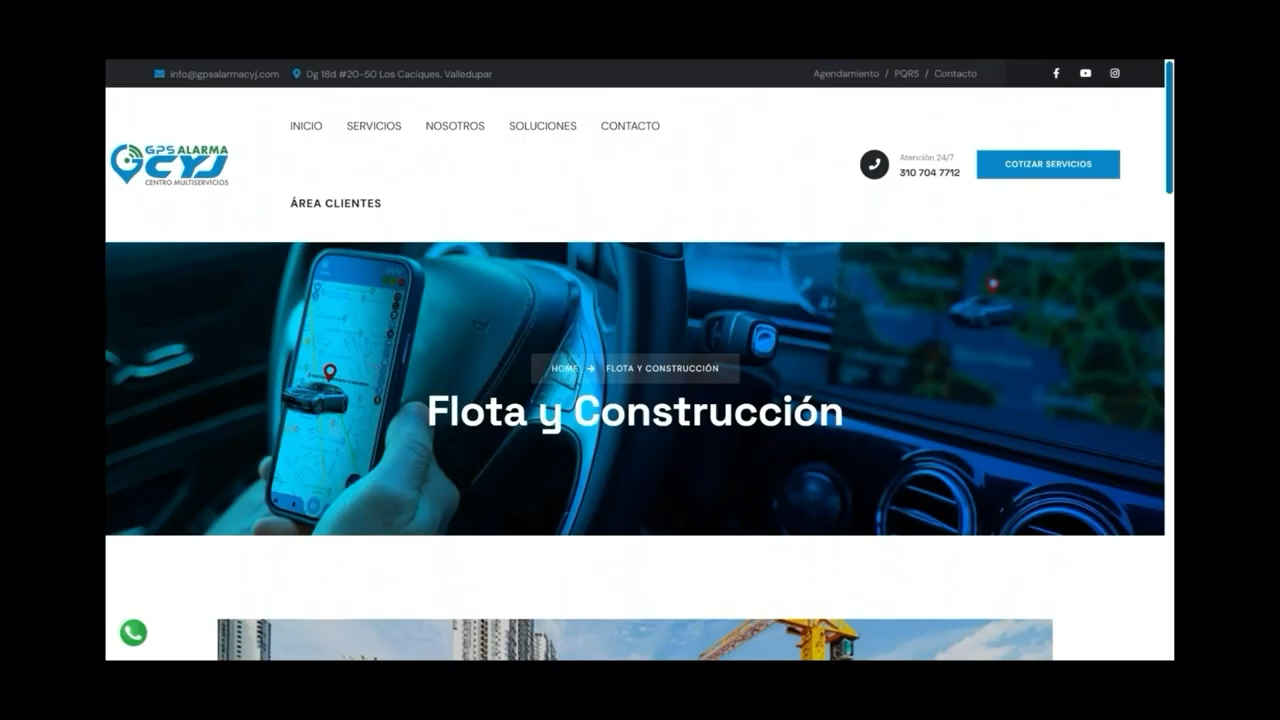 info@gpsalarmacyj.com
Dg 18d #20-50 Los Caciques. Valledupar
Agendamiento / PQRS / Contacto
INICIO
SERVICIOS
NOSOTROS
SOLUCIONES
CONTACTO
GPS ALARMA
CYJ
CENTRO MULTISERVICIOS
Atención 24/7
310 704 7712
COTIZAR SERVICIOS
ÁREA CLIENTES
HOME → FLOTA Y CONSTRUCCIÓN
Flota y Construcción